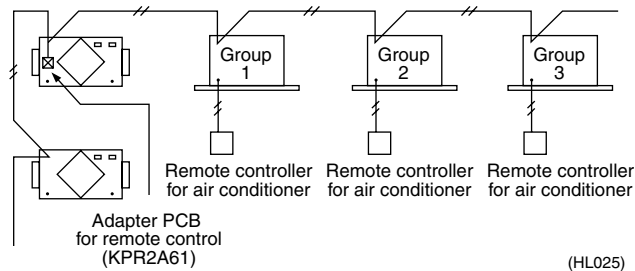 Group
1
Group
2
Group
3
Remote controller
for air conditioner
Remote controller
for air conditioner
Remote controller
for air conditioner
Adapter PCB
for remote control
(KPR2A61)
(HL025)